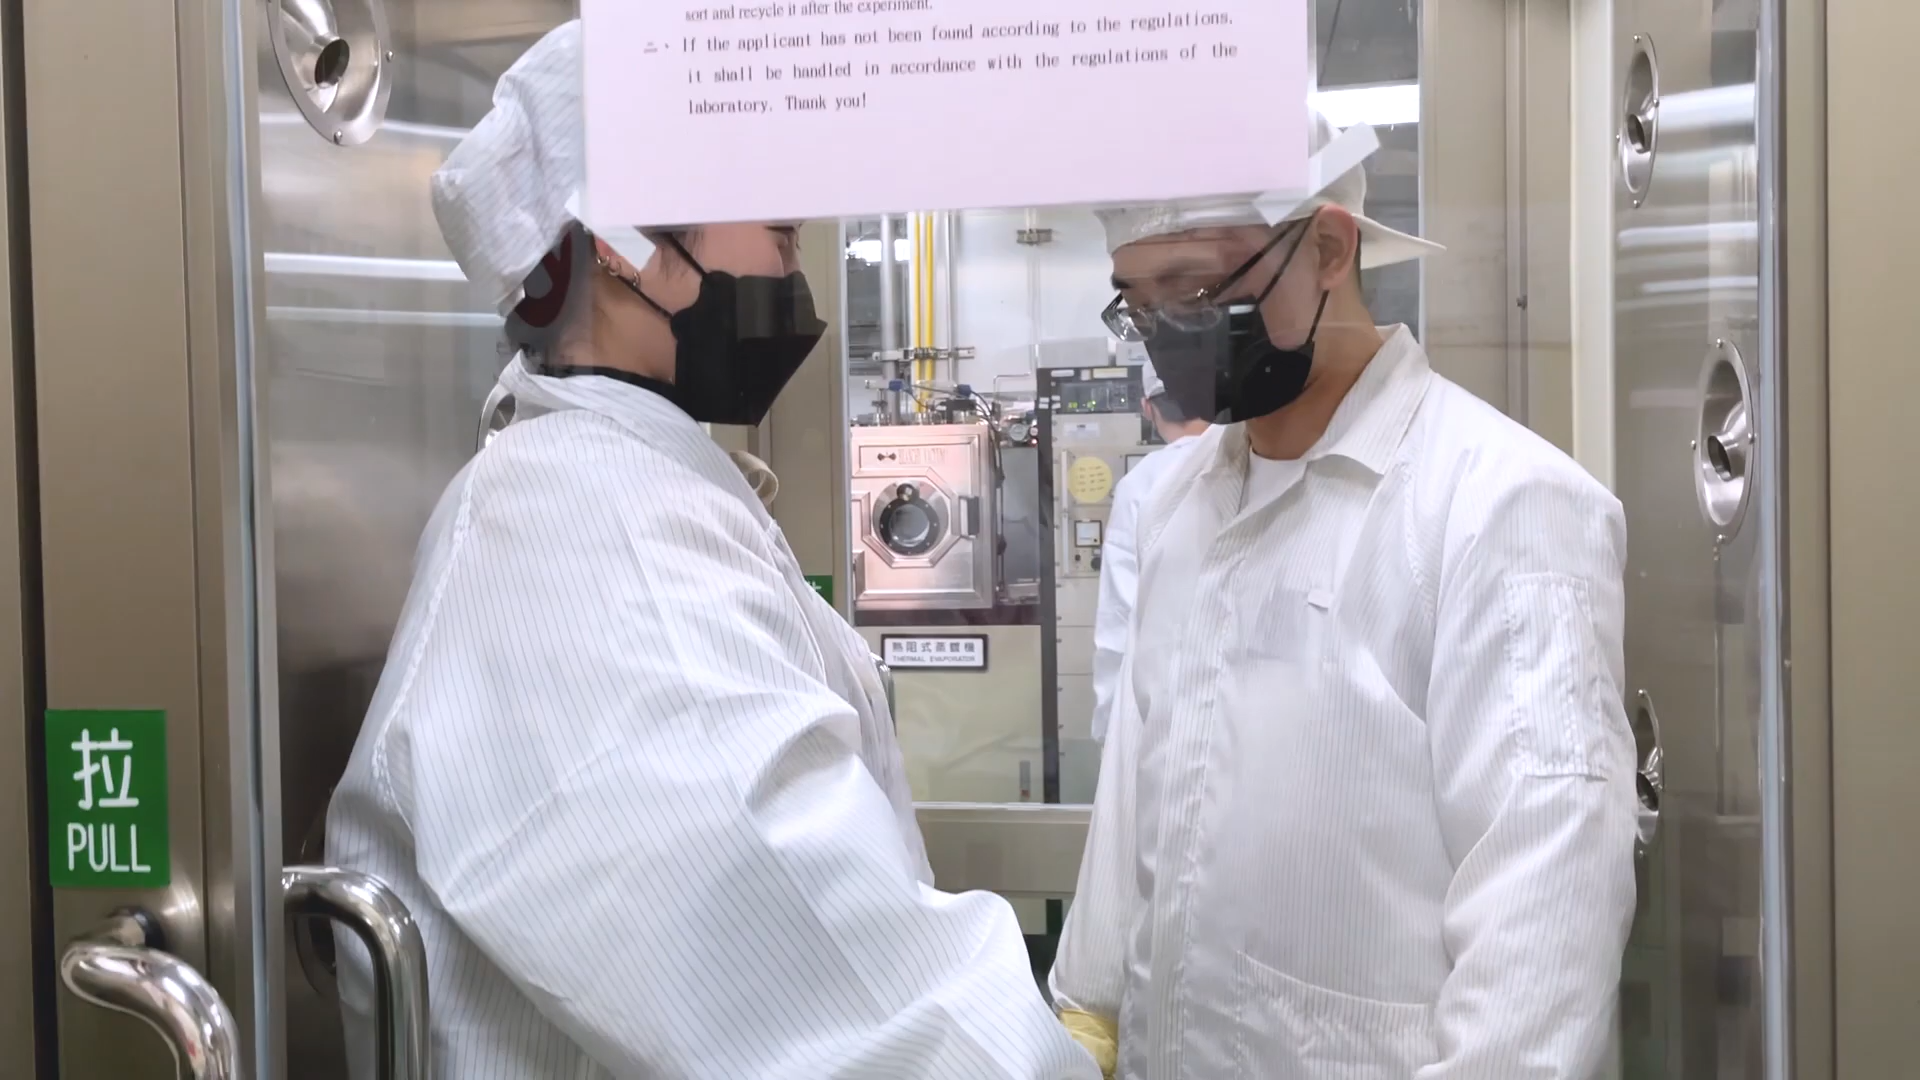 sort and recycle it after the experiment.
二、If the applicant has not been found according to the regulations,
it shall be handled in accordance with the regulations of the
laboratory. Thank you!
熱阻式蒸鍍機
THERMAL EVAPORATOR
拉
PULL